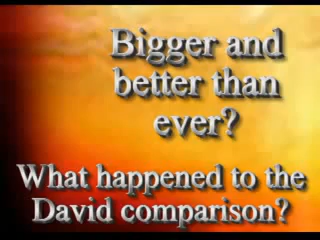 Bigger and
better than
ever?
What happened to the
David comparison?